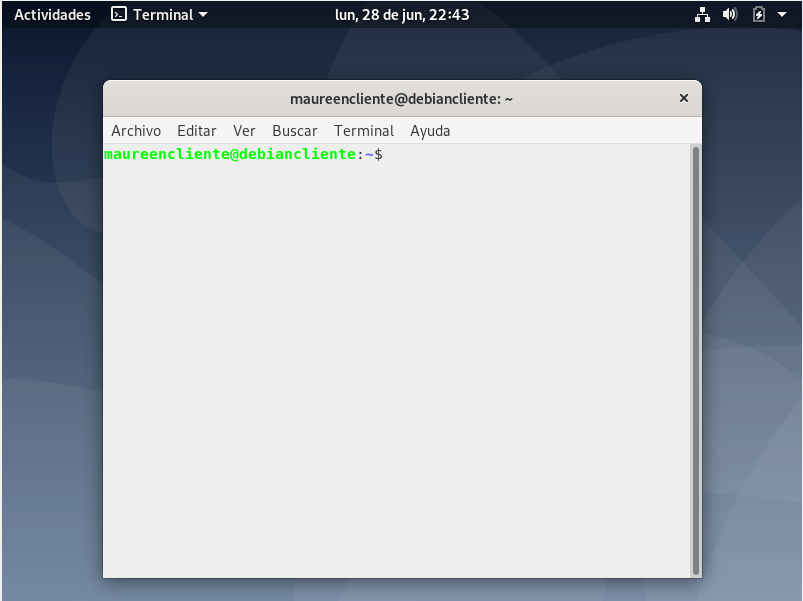 Actividades Terminal lun, 28 de jun, 22:43
maureencliente@debiancliente: ~
Archivo Editar Ver Buscar Terminal Ayuda
maureencliente@debiancliente:~$